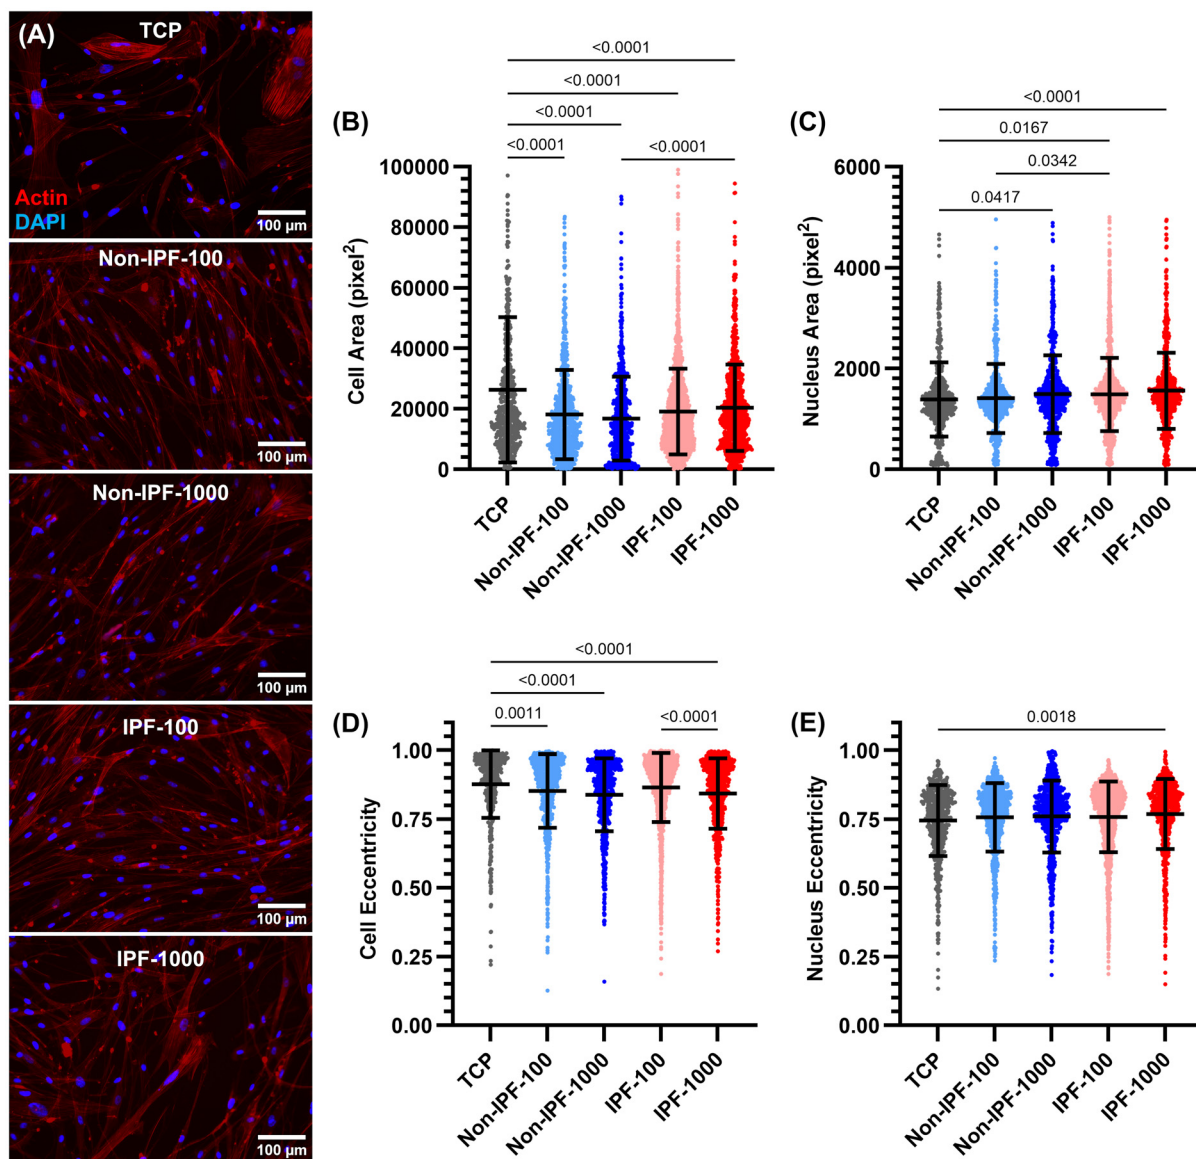 (A)
TCP
Actin
DAPI
100 µm
Non-IPF-100
100 µm
Non-IPF-1000
100 µm
IPF-100
100 µm
IPF-1000
100 µm
(B)
<0.0001
<0.0001
<0.0001
<0.0001
<0.0001
Cell Area (pixel²)
100000
80000
60000
40000
20000
0
TCP
Non-IPF-100
Non-IPF-1000
IPF-100
IPF-1000
(C)
<0.0001
0.0167
0.0342
0.0417
Nucleus Area (pixel²)
6000
4000
2000
0
TCP
Non-IPF-100
Non-IPF-1000
IPF-100
IPF-1000
(D)
<0.0001
<0.0001
0.0011
<0.0001
Cell Eccentricity
1.00
0.75
0.50
0.25
0.00
TCP
Non-IPF-100
Non-IPF-1000
IPF-100
IPF-1000
(E)
0.0018
Nucleus Eccentricity
1.00
0.75
0.50
0.25
0.00
TCP
Non-IPF-100
Non-IPF-1000
IPF-100
IPF-1000